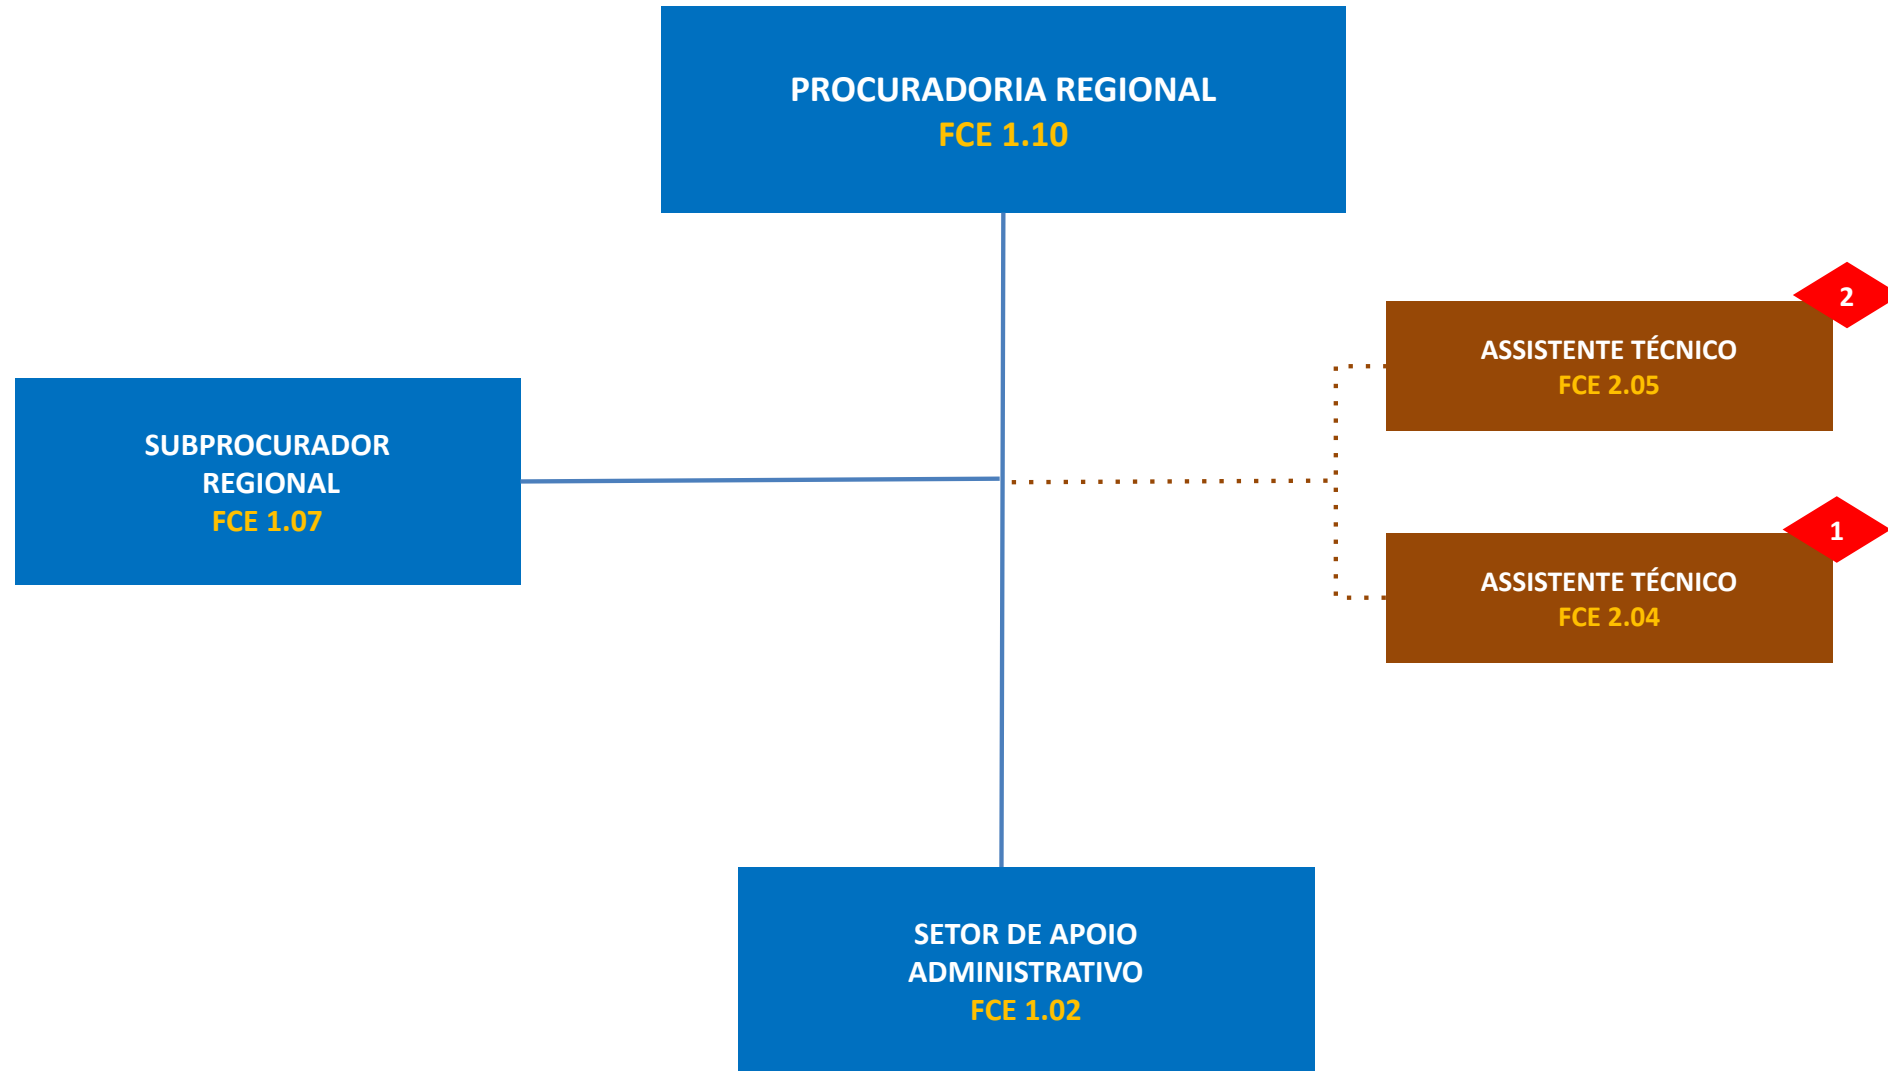 PROCURADORIA REGIONAL
FCE 1.10
2
ASSISTENTE TÉCNICO
FCE 2.05
SUBPROCURADOR
REGIONAL
FCE 1.07
1
ASSISTENTE TÉCNICO
FCE 2.04
SETOR DE APOIO
ADMINISTRATIVO
FCE 1.02